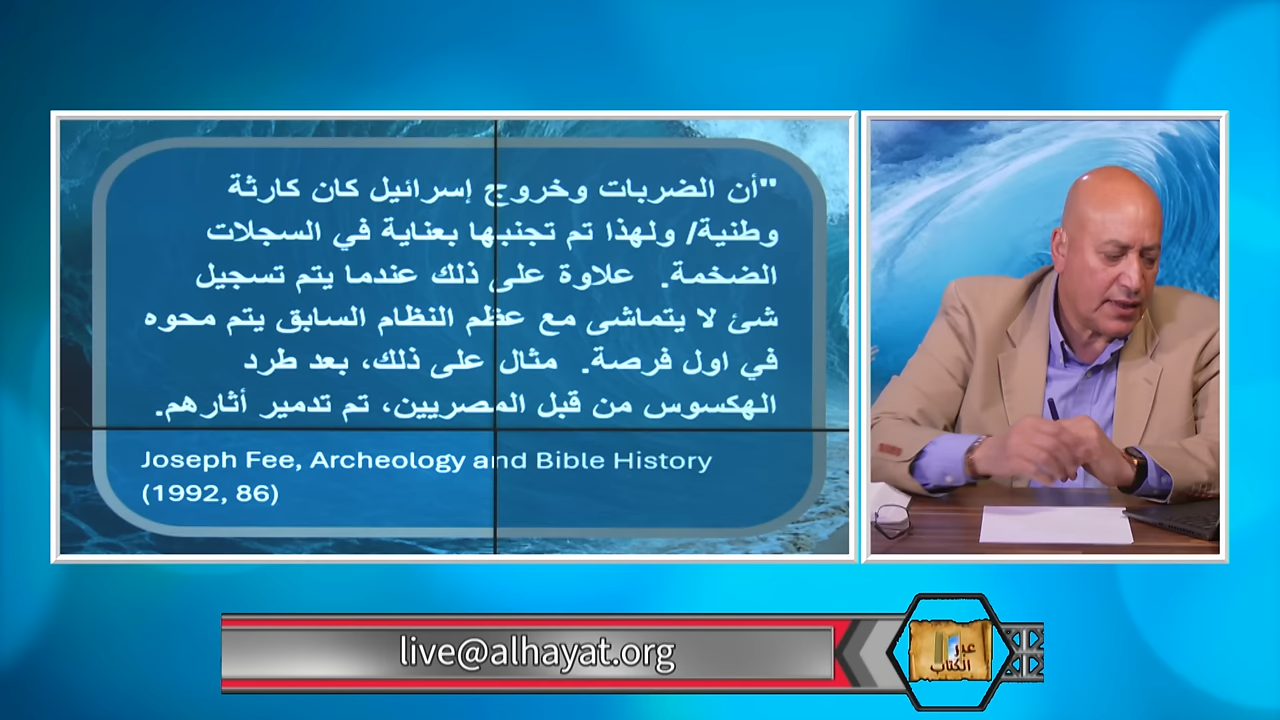 "أن الضربات وخروج إسرائيل كان كارثة
وطنية/ ولهذا تم تجنبها بعناية في السجلات
الضخمة.  علاوة على ذلك عندما يتم تسجيل
شئ لا يتماشى مع عظم النظام السابق يتم محوه
في اول فرصة.  مثال على ذلك، بعد طرد
الهكسوس من قبل المصريين، تم تدمير أثارهم.
Joseph Fee, Archeology and Bible History
(1992, 86)
live@alhayat.org
عبر
الكتاب